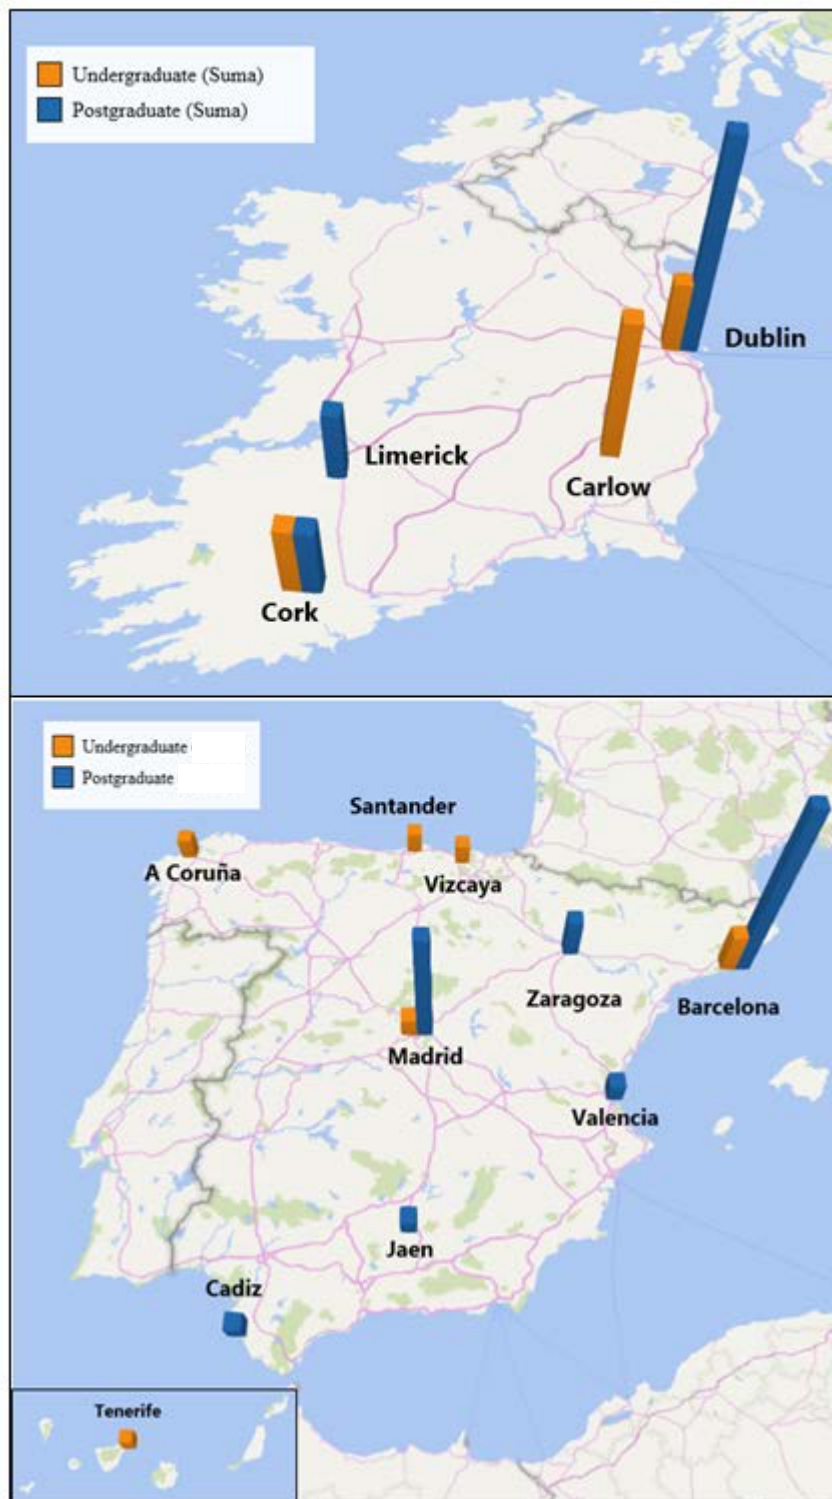 Undergraduate (Suma)
Postgraduate (Suma)
Dublin
Limerick
Carlow
Cork
Undergraduate
Postgraduate
Santander
A Coruña
Vizcaya
Zaragoza
Barcelona
Madrid
Valencia
Jaen
Cadiz
Tenerife